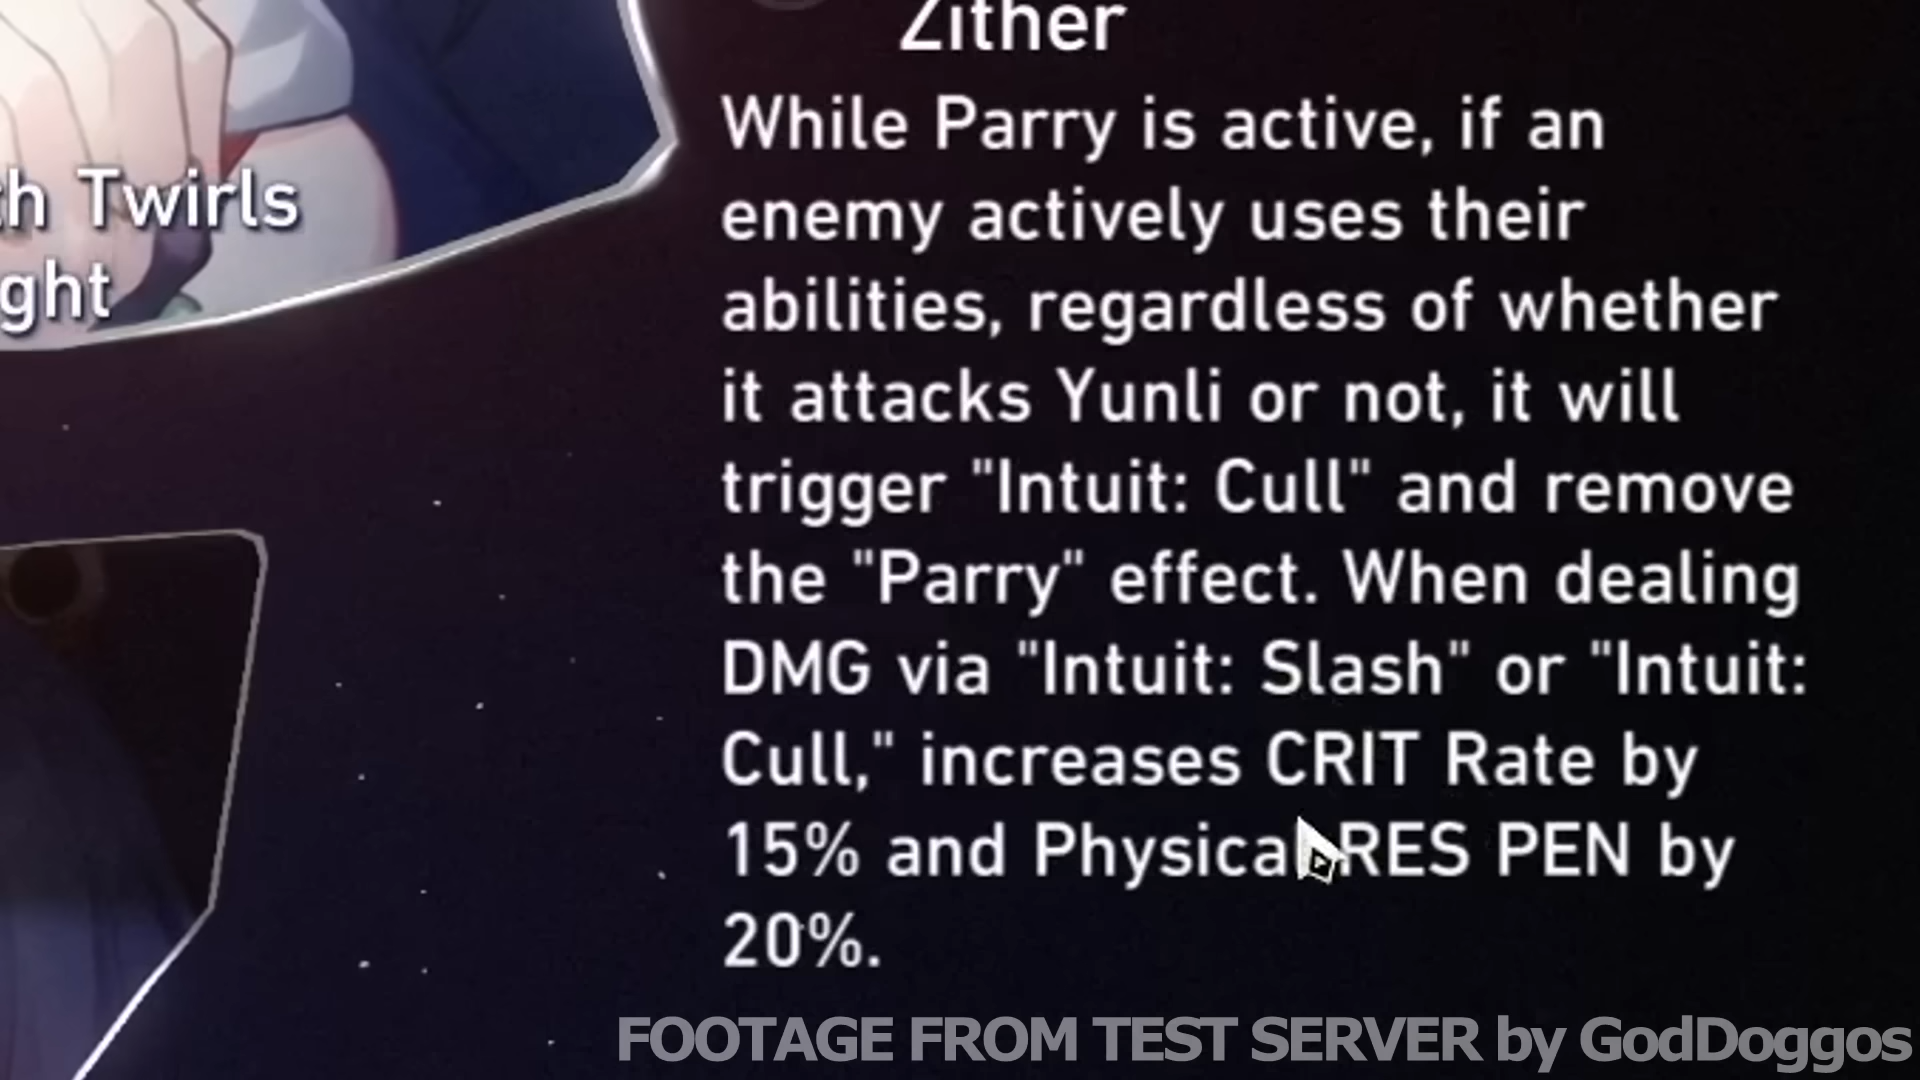 Zither
While Parry is active, if an
enemy actively uses their
abilities, regardless of whether
it attacks Yunli or not, it will
trigger "Intuit: Cull" and remove
the "Parry" effect. When dealing
DMG via "Intuit: Slash" or "Intuit:
Cull," increases CRIT Rate by
15% and Physical RES PEN by
20%.
Twirls
FOOTAGE FROM TEST SERVER by GodDoggos